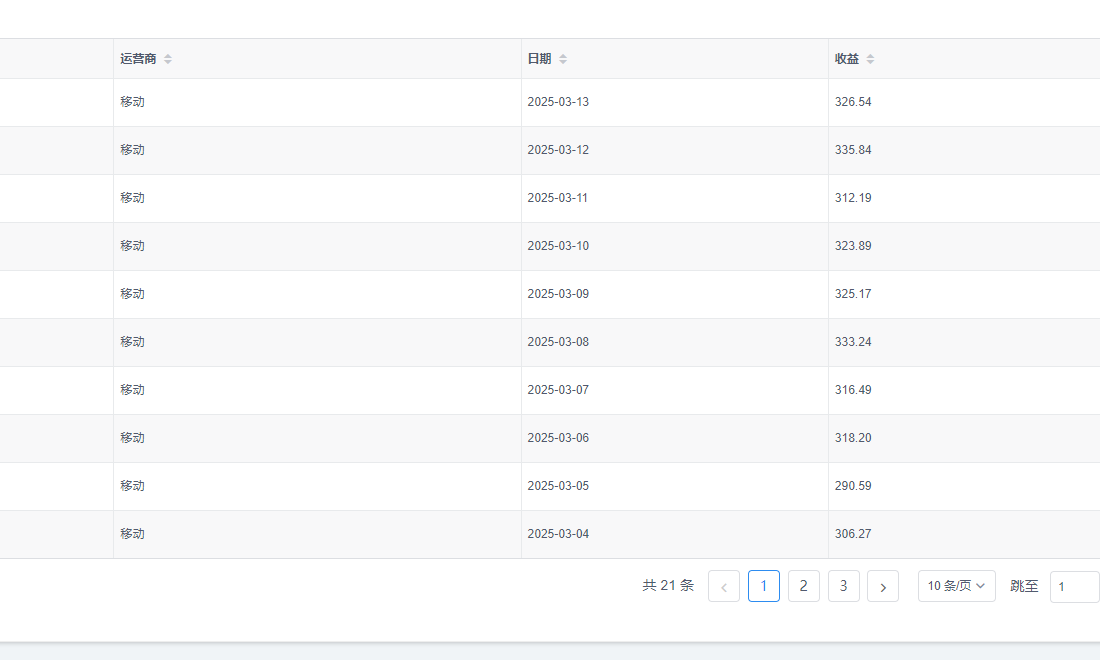 运营商 日期 收益
移动 2025-03-13 326.54
移动 2025-03-12 335.84
移动 2025-03-11 312.19
移动 2025-03-10 323.89
移动 2025-03-09 325.17
移动 2025-03-08 333.24
移动 2025-03-07 316.49
移动 2025-03-06 318.20
移动 2025-03-05 290.59
移动 2025-03-04 306.27
共 21 条 1 2 3 10 条/页 跳至 1